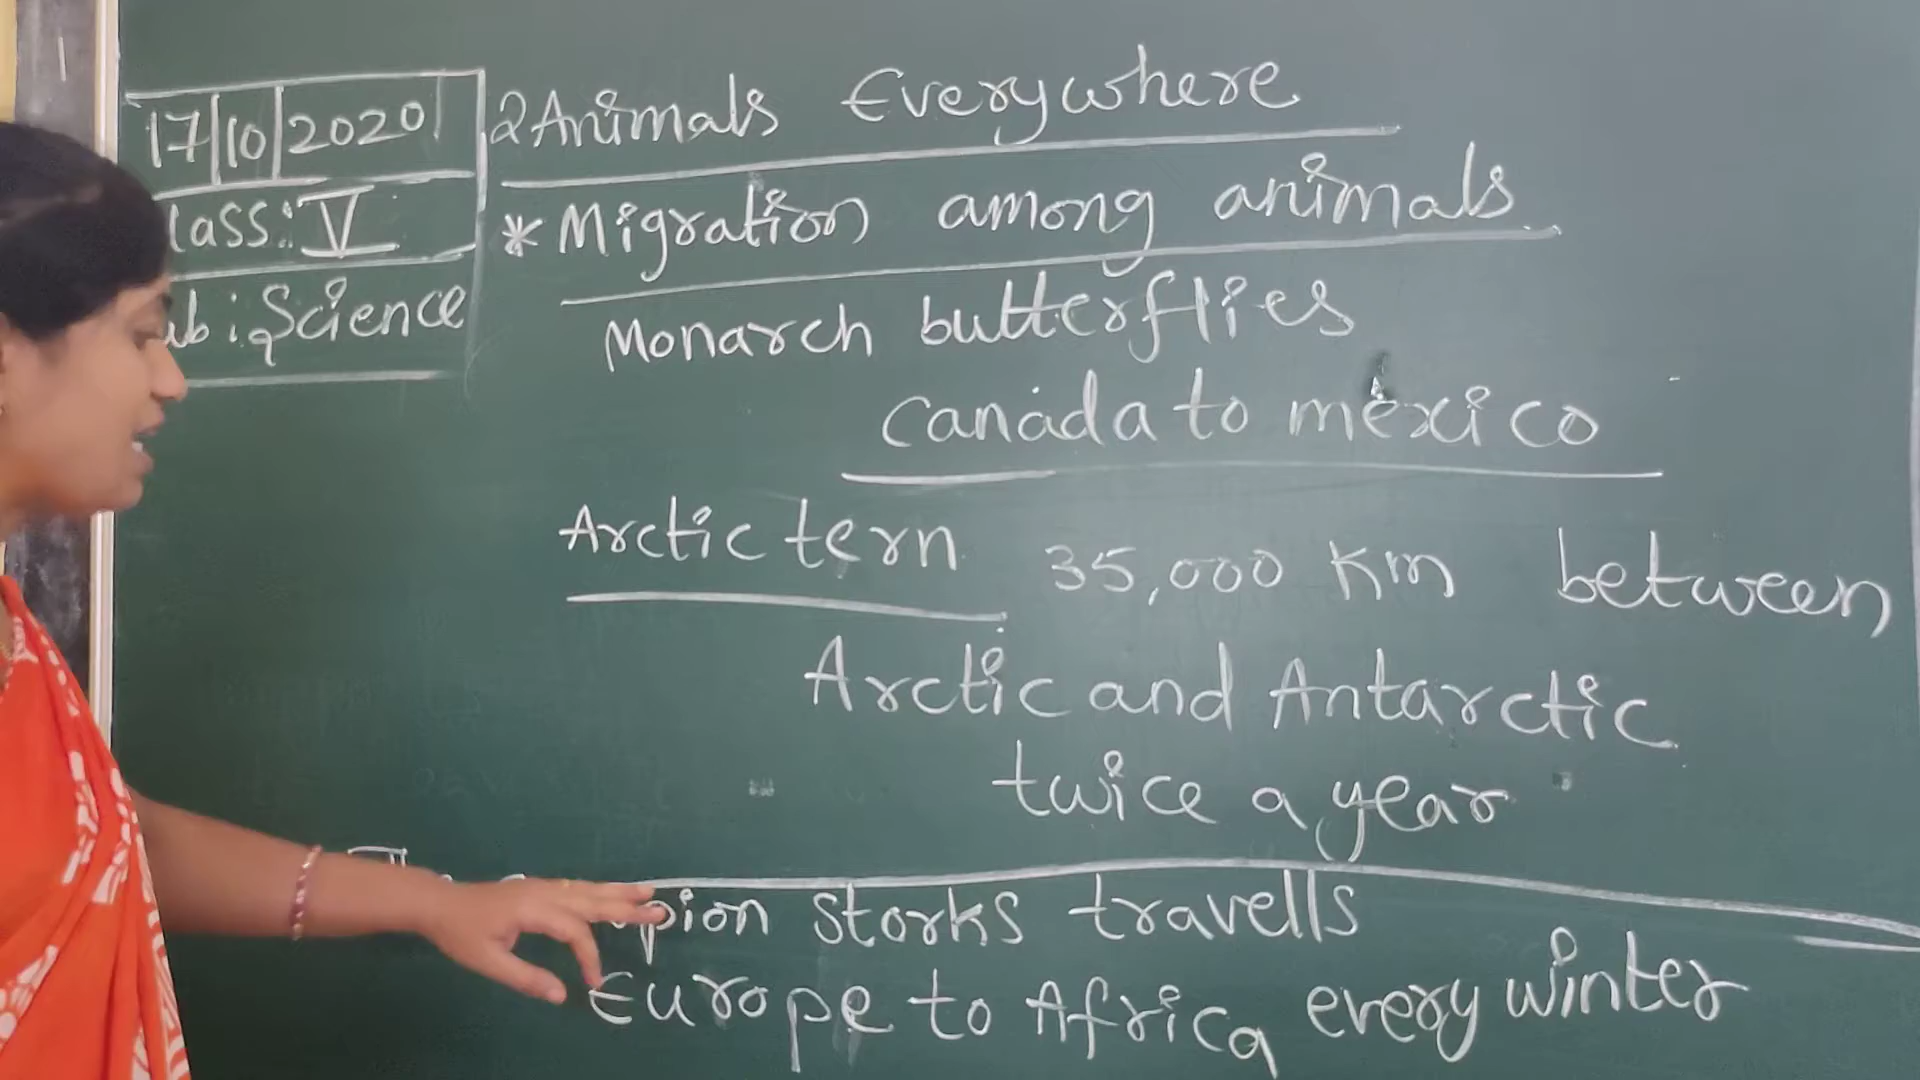 17/10/2020
lass: V
ub: Science
2 Animals Everywhere
* Migration among animals
Monarch butterflies
canada to mexico
Arctic tern 35,000 Km between
Arctic and Antarctic
twice a year
storks travells
Europe to Africa every winter